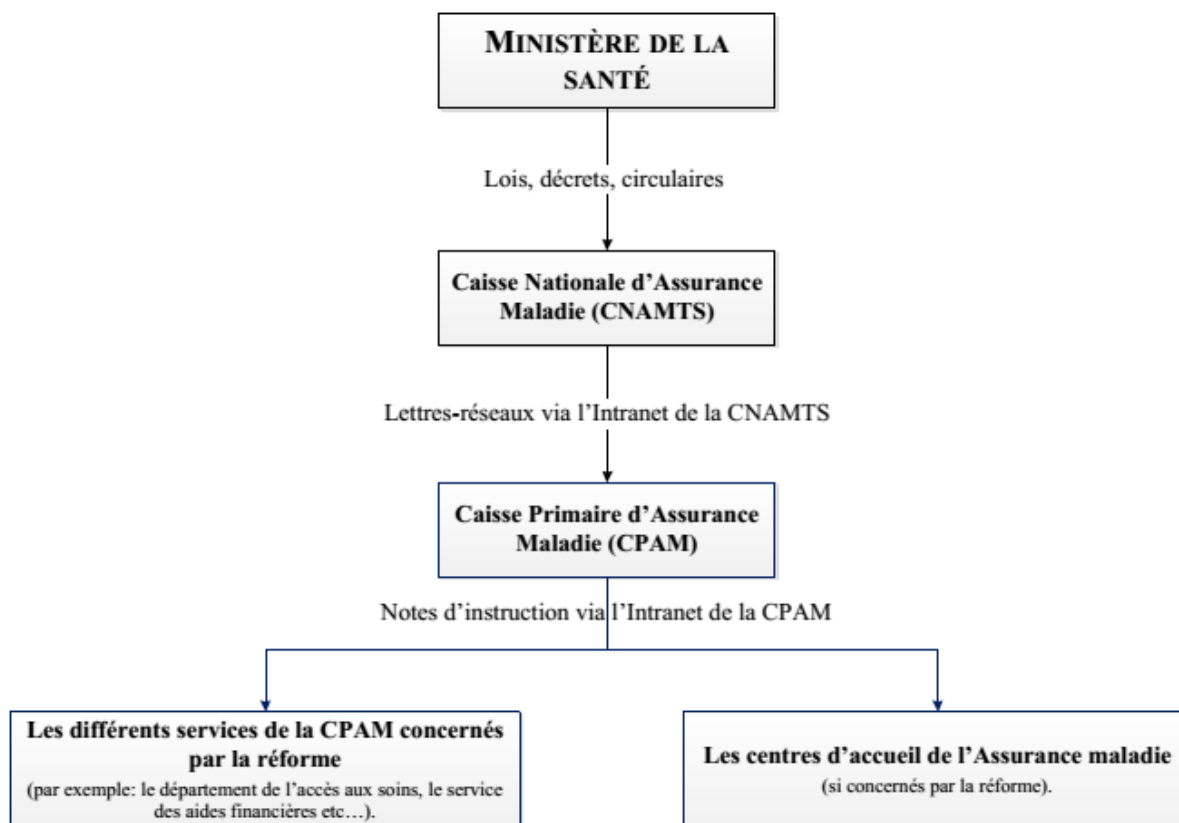 MINISTÈRE DE LA
SANTÉ
Lois, décrets, circulaires
Caisse Nationale d’Assurance
Maladie (CNAMTS)
Lettres-réseaux via l’Intranet de la CNAMTS
Caisse Primaire d’Assurance
Maladie (CPAM)
Notes d’instruction via l’Intranet de la CPAM
Les différents services de la CPAM concernés
par la réforme
(par exemple: le département de l’accès aux soins, le service
des aides financières etc…).
Les centres d’accueil de l’Assurance maladie
(si concernés par la réforme).